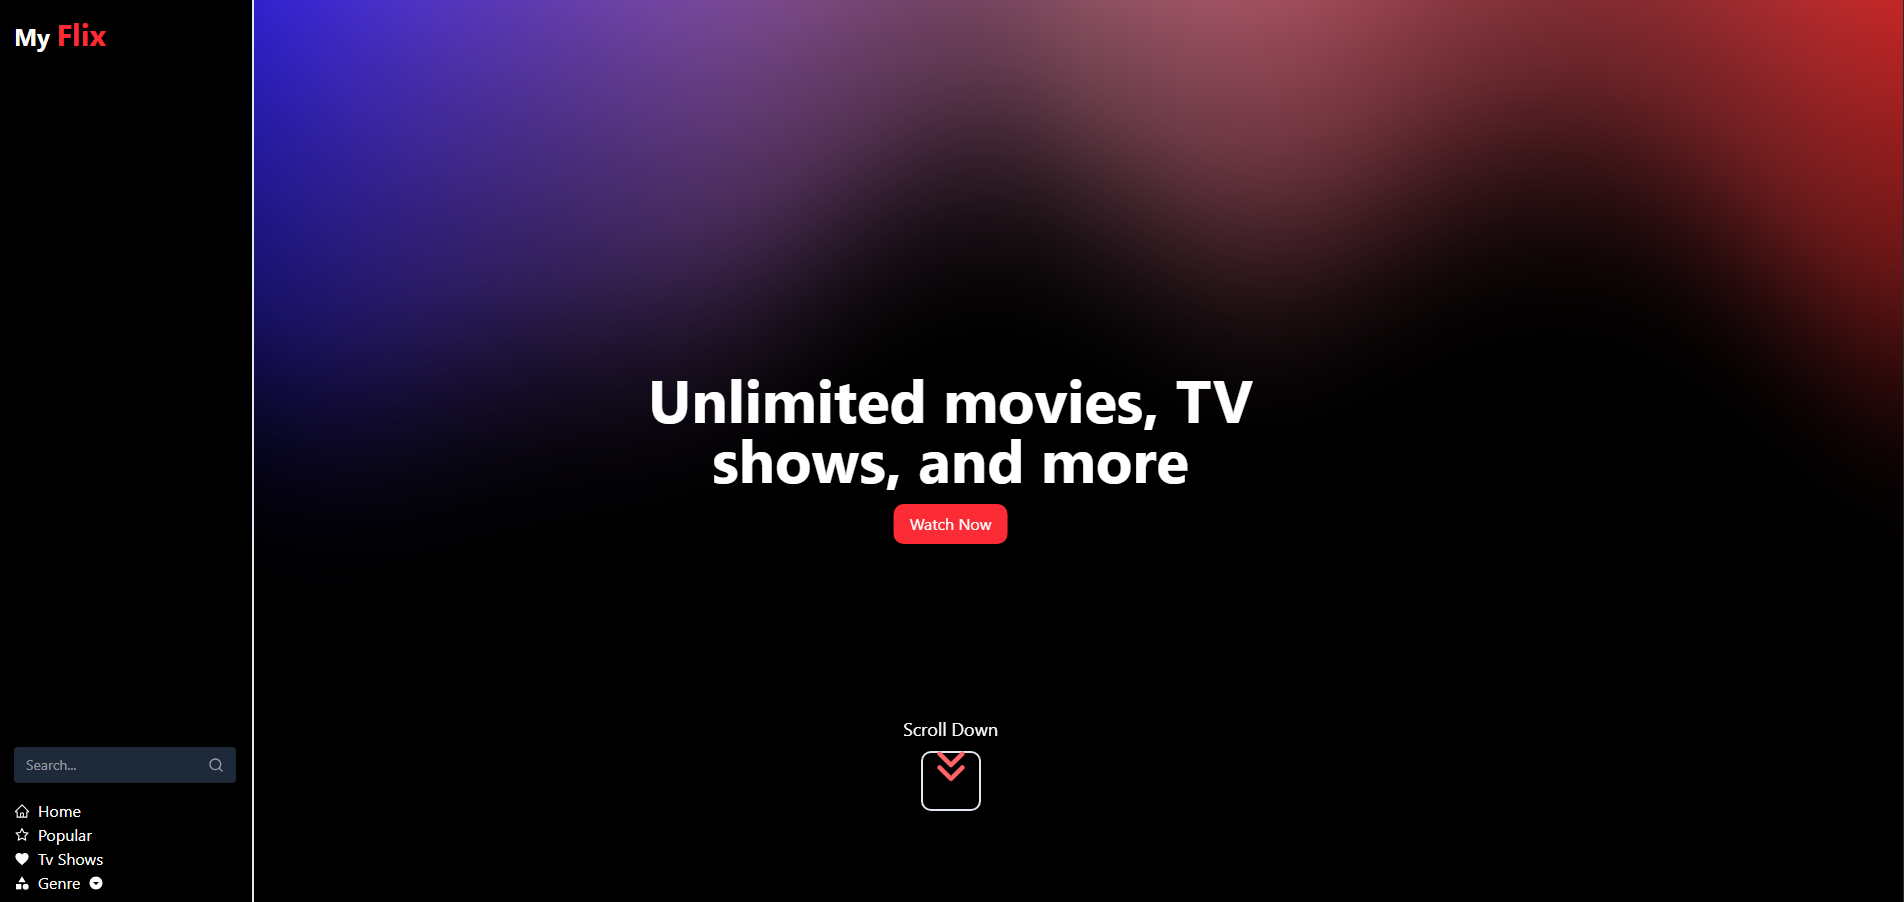 My Flix
Search...
Home
Popular
Tv Shows
Genre
Unlimited movies, TV
shows, and more
Watch Now
Scroll Down